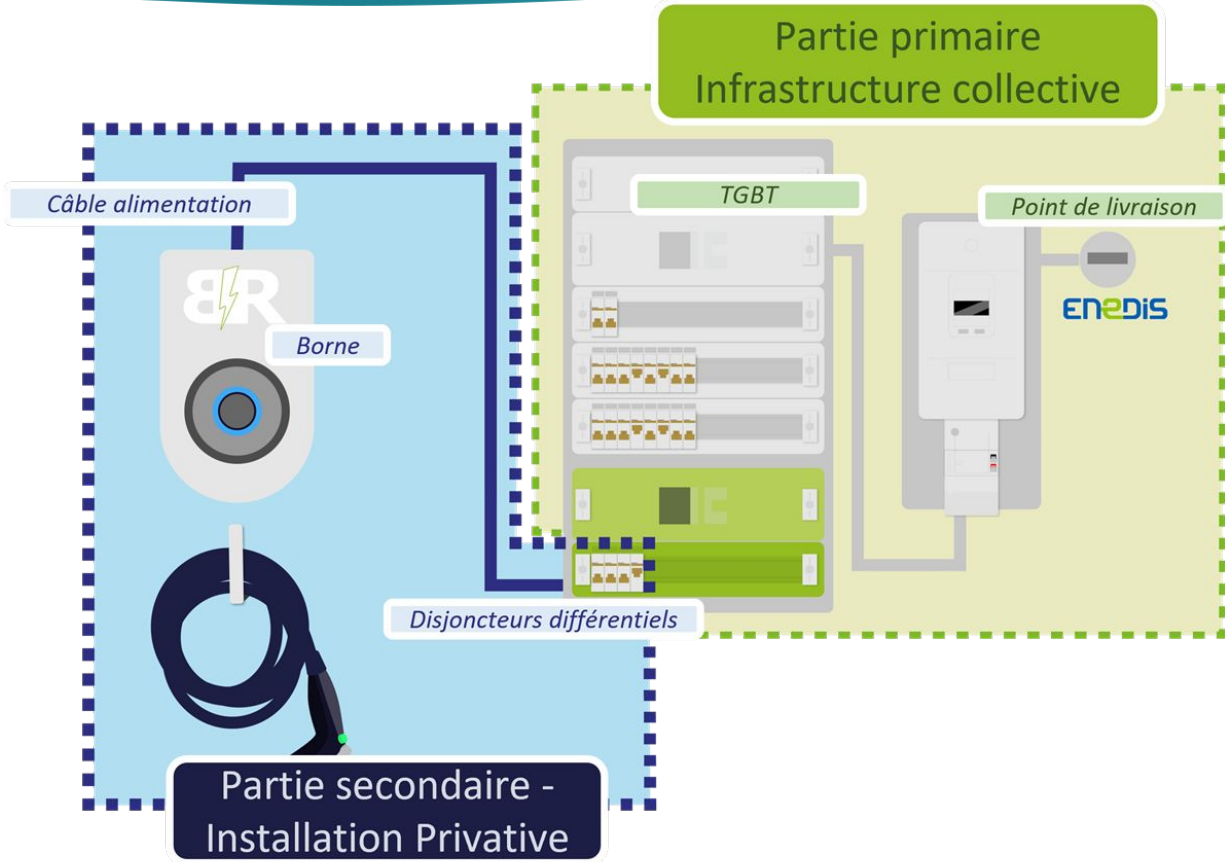 Partie primaire
Infrastructure collective
Câble alimentation
TGBT
Point de livraison
ENEDIS
BR
Borne
Disjoncteurs différentiels
Partie secondaire -
Installation Privative